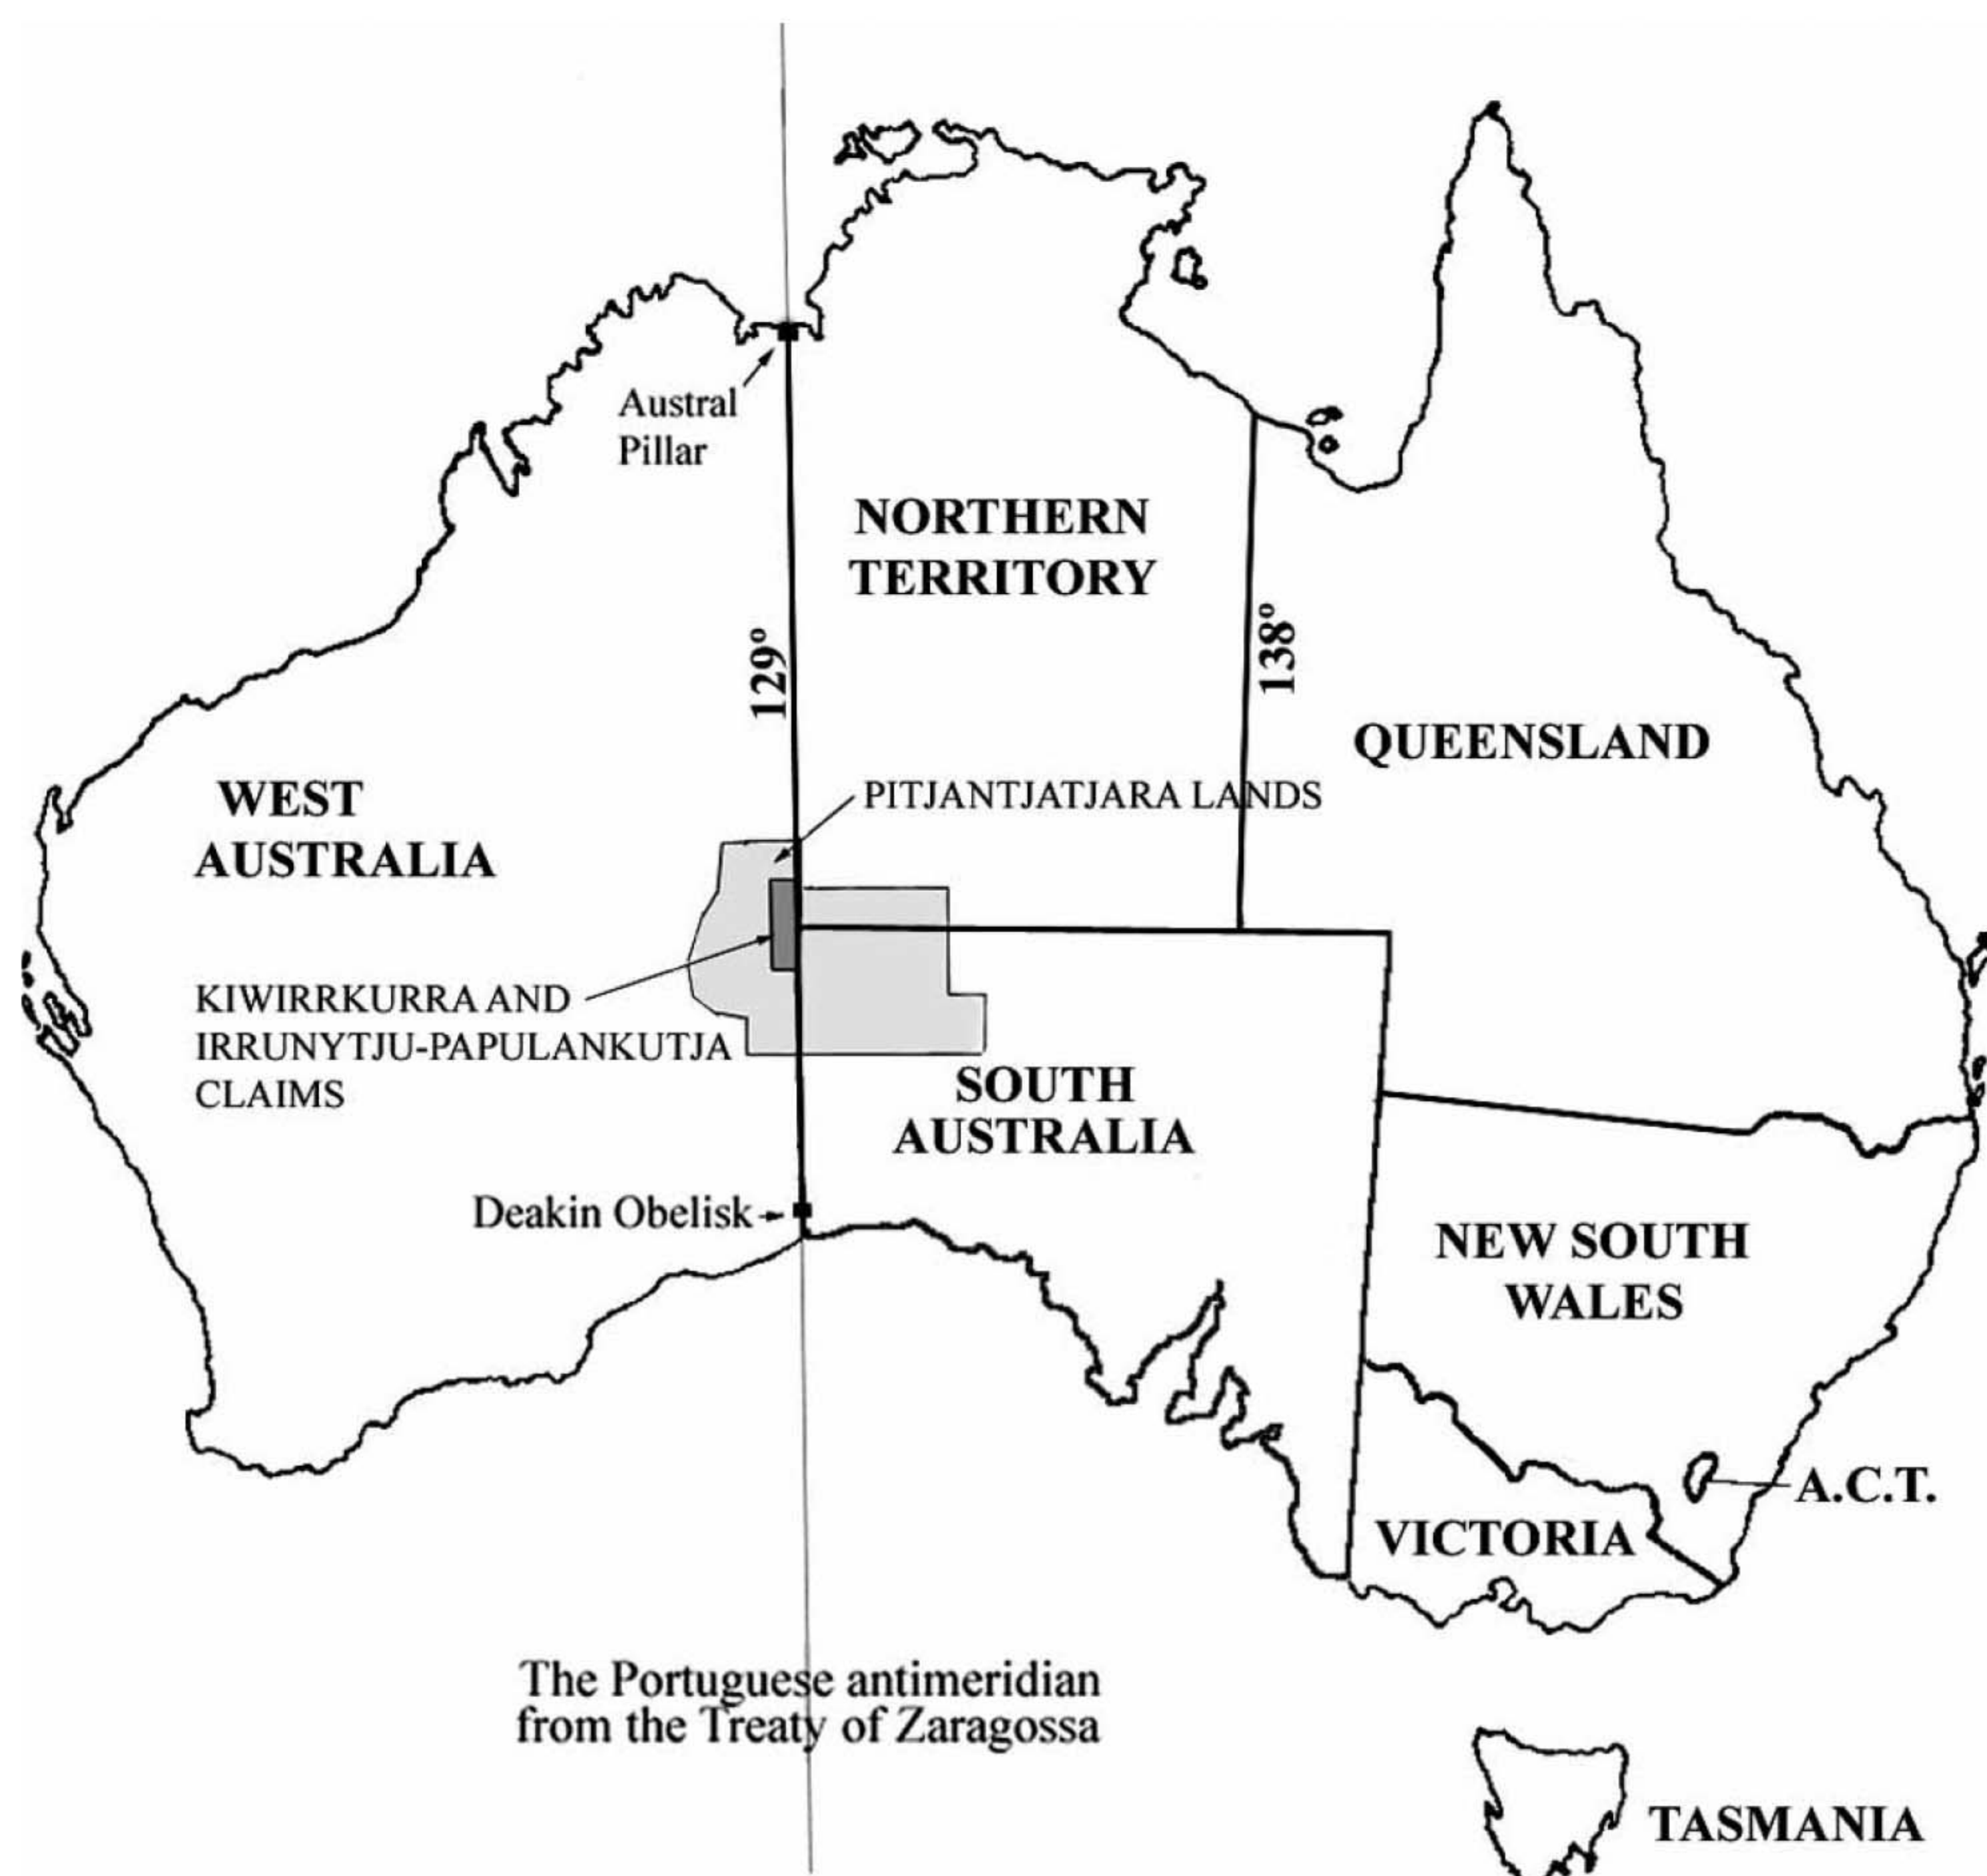 Austral
Pillar
NORTHERN
TERRITORY
129°
138°
QUEENSLAND
PITJANTJATJARA LANDS
WEST
AUSTRALIA
KIWIRRKURRA AND
IRRUNYTJU-PAPULANKUTJA
CLAIMS
SOUTH
AUSTRALIA
Deakin Obelisk
NEW SOUTH
WALES
A.C.T.
VICTORIA
The Portuguese antimeridian
from the Treaty of Zaragossa
TASMANIA